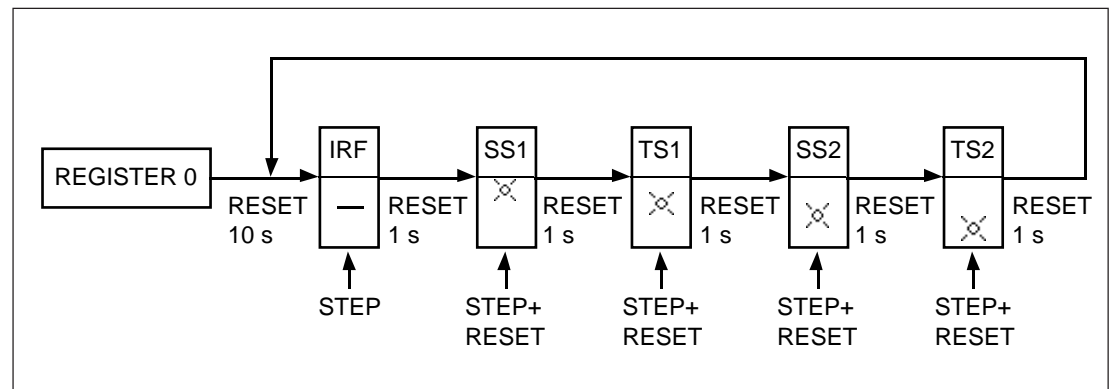 IRF SS1 TS1 SS2 TS2
REGISTER 0
RESET RESET RESET RESET RESET RESET
10 s 1 s 1 s 1 s 1 s 1 s
STEP STEP+ STEP+ STEP+ STEP+
RESET RESET RESET RESET